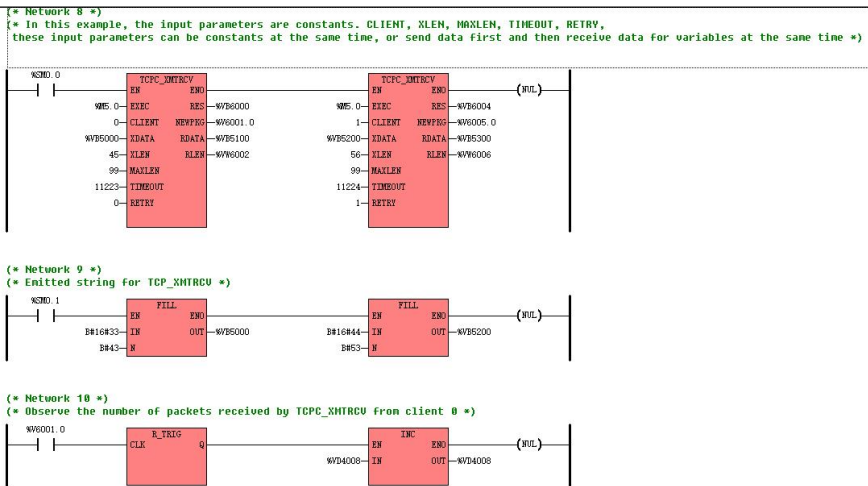 (* Network 8 *)
(* In this example, the input parameters are constants. CLIENT, XLEN, MAXLEN, TIMEOUT, RETRY,
these input parameters can be constants at the same time, or send data first and then receive data for variables at the same time *)
%SM0.0
TCPC_XMTRCV TCPC_XMTRCV
EN ENO EN ENO (NUL)
%M5.0 EXEC RES %VB6000 %M5.0 EXEC RES %VB6004
0 CLIENT NEWPKG %V6001.0 1 CLIENT NEWPKG %V6005.0
%VB5000 XDATA RDATA %VB5100 %VB5200 XDATA RDATA %VB5300
45 XLEN RLEN %VW6002 56 XLEN RLEN %VW6006
99 MAXLEN 99 MAXLEN
11223 TIMEOUT 11224 TIMEOUT
0 RETRY 1 RETRY
(* Network 9 *)
(* Emitted string for TCP_XMTRCV *)
%SM0.1
FILL FILL
EN ENO EN ENO (NUL)
B#16#33 IN OUT %VB5000 B#16#44 IN OUT %VB5200
B#43 N B#53 N
(* Network 10 *)
(* Observe the number of packets received by TCPC_XMTRCV from client 0 *)
%V6001.0
R_TRIG INC
CLK Q EN ENO (NUL)
%VD4008 IN OUT %VD4008